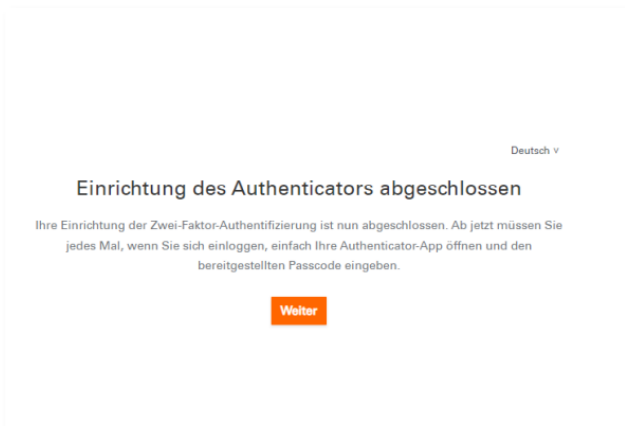 Deutsch ∨
Einrichtung des Authenticators abgeschlossen
Ihre Einrichtung der Zwei-Faktor-Authentifizierung ist nun abgeschlossen. Ab jetzt müssen Sie
jedes Mal, wenn Sie sich einloggen, einfach Ihre Authenticator-App öffnen und den
bereitgestellten Passcode eingeben.
Weiter